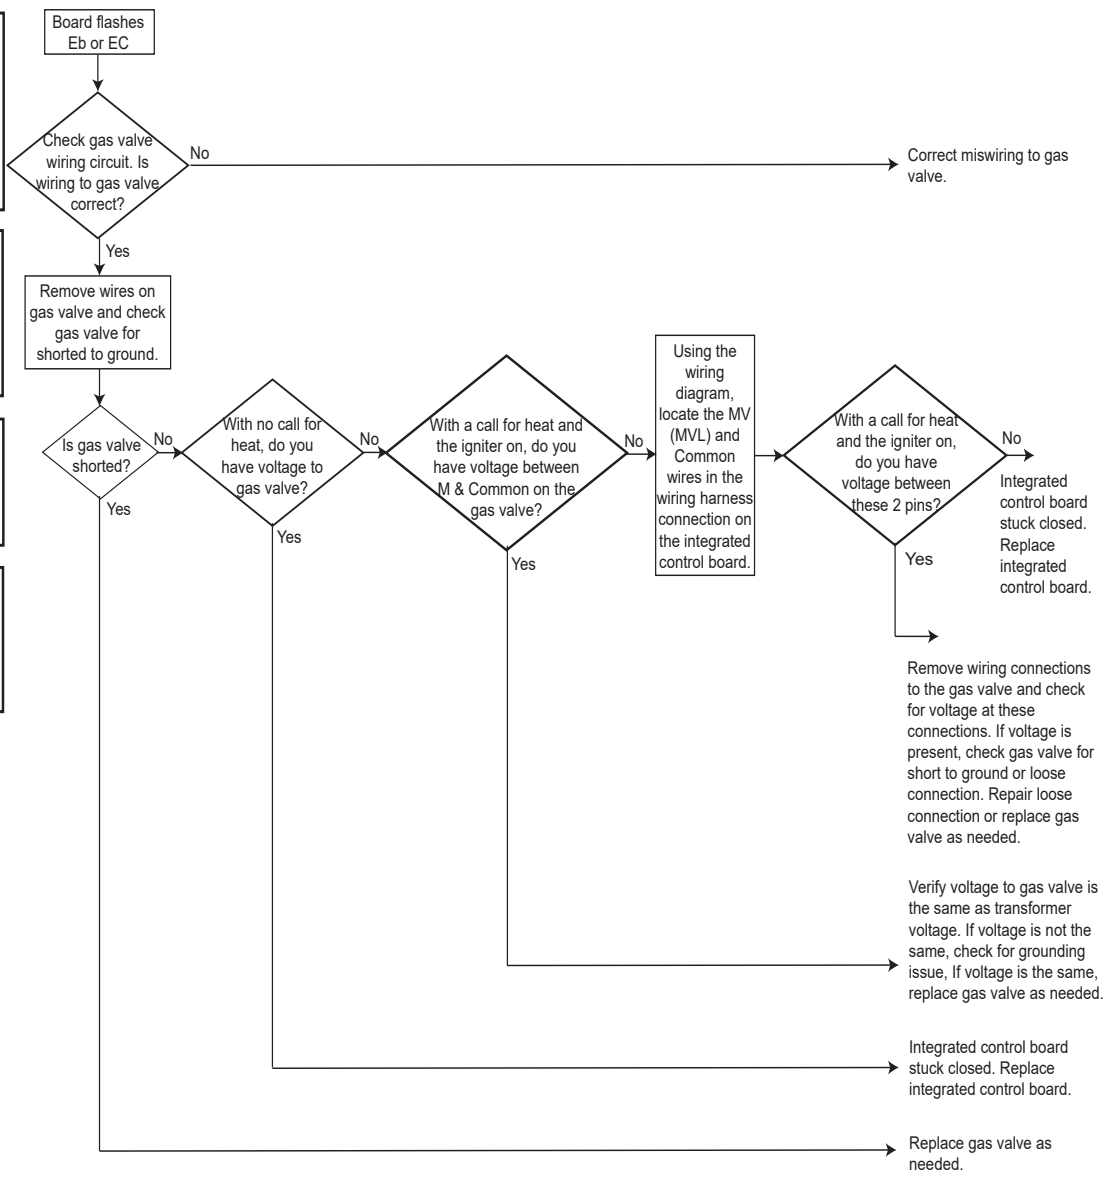 Board flashes
Eb or EC
Check gas valve
wiring circuit. Is
wiring to gas valve
correct?
No
Correct miswiring to gas
valve.
Yes
Remove wires on
gas valve and check
gas valve for
shorted to ground.
Is gas valve
shorted?
No
Yes
With no call for
heat, do you
have voltage to
gas valve?
No
Yes
With a call for heat and
the igniter on, do you
have voltage between
M & Common on the
gas valve?
No
Yes
Using the
wiring
diagram,
locate the MV
(MVL) and
Common
wires in the
wiring harness
connection on
the integrated
control board.
With a call for heat
and the igniter on,
do you have
voltage between
these 2 pins?
No
Integrated
control board
stuck closed.
Replace
integrated
control board.
Yes
Remove wiring connections
to the gas valve and check
for voltage at these
connections. If voltage is
present, check gas valve for
short to ground or loose
connection. Repair loose
connection or replace gas
valve as needed.
Verify voltage to gas valve is
the same as transformer
voltage. If voltage is not the
same, check for grounding
issue, If voltage is the same,
replace gas valve as needed.
Integrated control board
stuck closed. Replace
integrated control board.
Replace gas valve as
needed.